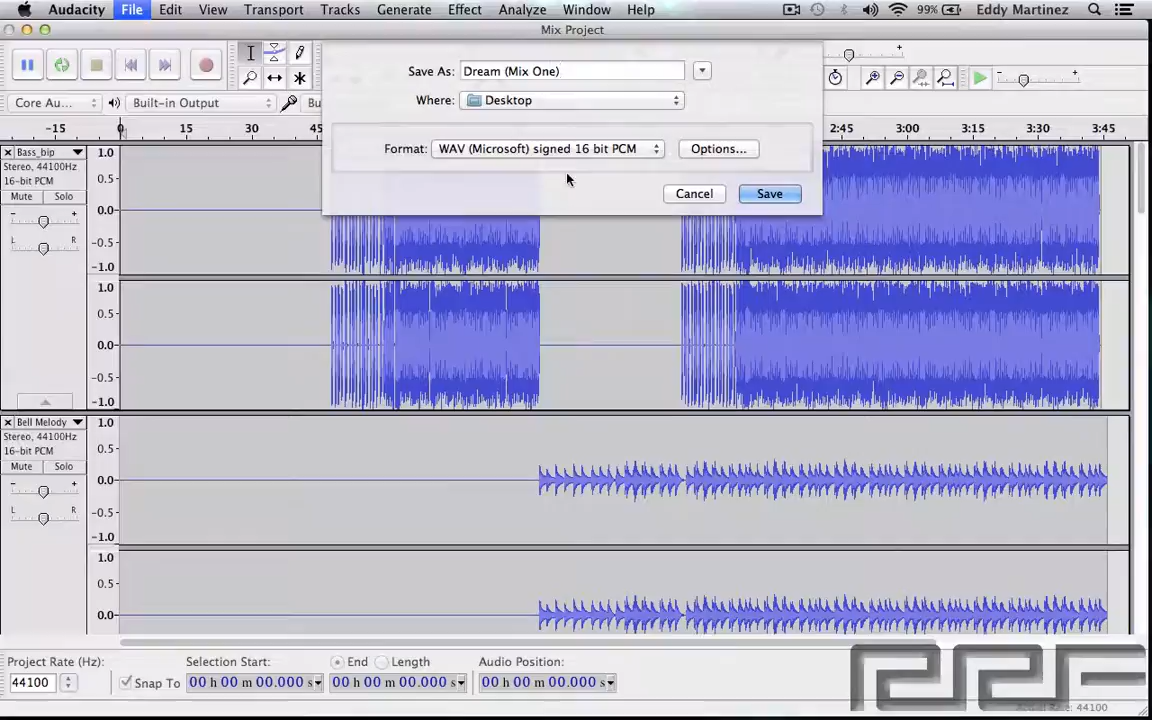 Audacity File Edit View Transport Tracks Generate Effect Analyze Window Help 99% Eddy Martinez
Mix Project
Save As: Dream (Mix One)
Where: Desktop
Format: WAV (Microsoft) signed 16 bit PCM Options...
Cancel Save
Core Au... Built-in Output Bu
-15 0 15 30 45 2:45 3:00 3:15 3:30 3:45
Bass_bip
Stereo, 44100Hz
16-bit PCM
Mute Solo
- +
L R
1.0
0.5
0.0
-0.5
-1.0
1.0
0.5
0.0
-0.5
-1.0
Bell Melody
Stereo, 44100Hz
16-bit PCM
Mute Solo
- +
L R
1.0
0.5
0.0
-0.5
-1.0
1.0
0.5
0.0
Project Rate (Hz): Selection Start: End Length Audio Position:
44100 Snap To 00 h 00 m 00.000 s 00 h 00 m 00.000 s 00 h 00 m 00.000 s
44100